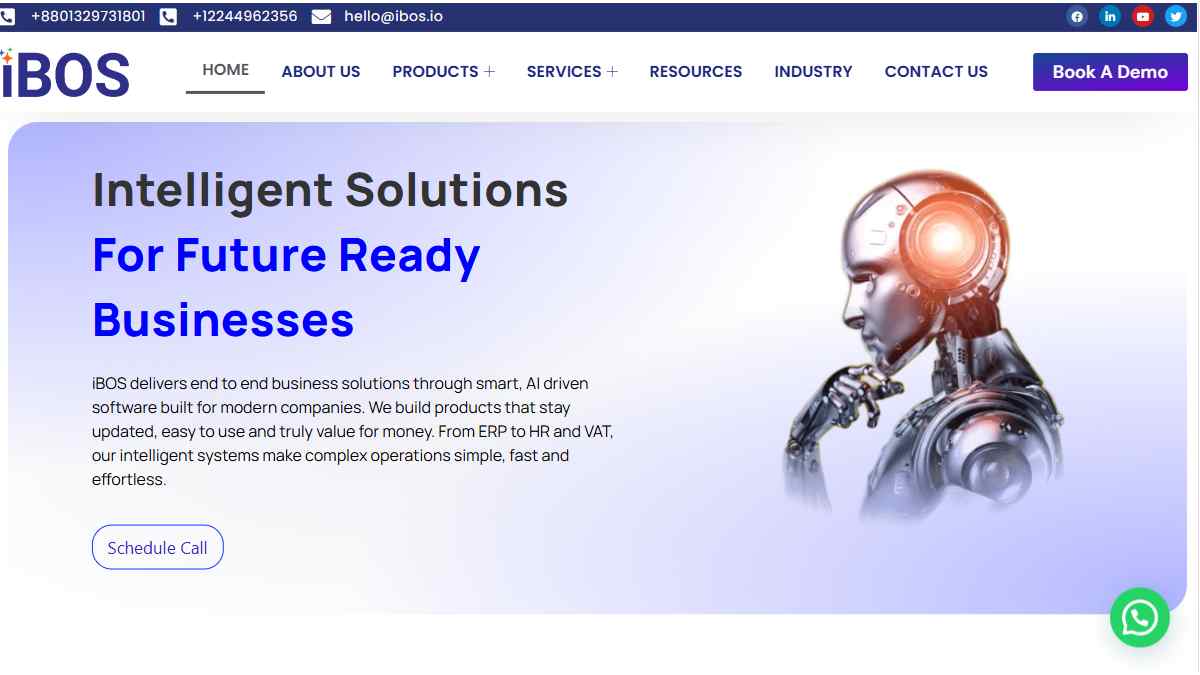 +8801329731801 +12244962356 hello@ibos.io
iBOS
HOME ABOUT US PRODUCTS + SERVICES + RESOURCES INDUSTRY CONTACT US
Book A Demo
Intelligent Solutions
For Future Ready
Businesses
iBOS delivers end to end business solutions through smart, AI driven
software built for modern companies. We build products that stay
updated, easy to use and truly value for money. From ERP to HR and VAT,
our intelligent systems make complex operations simple, fast and
effortless.
Schedule Call